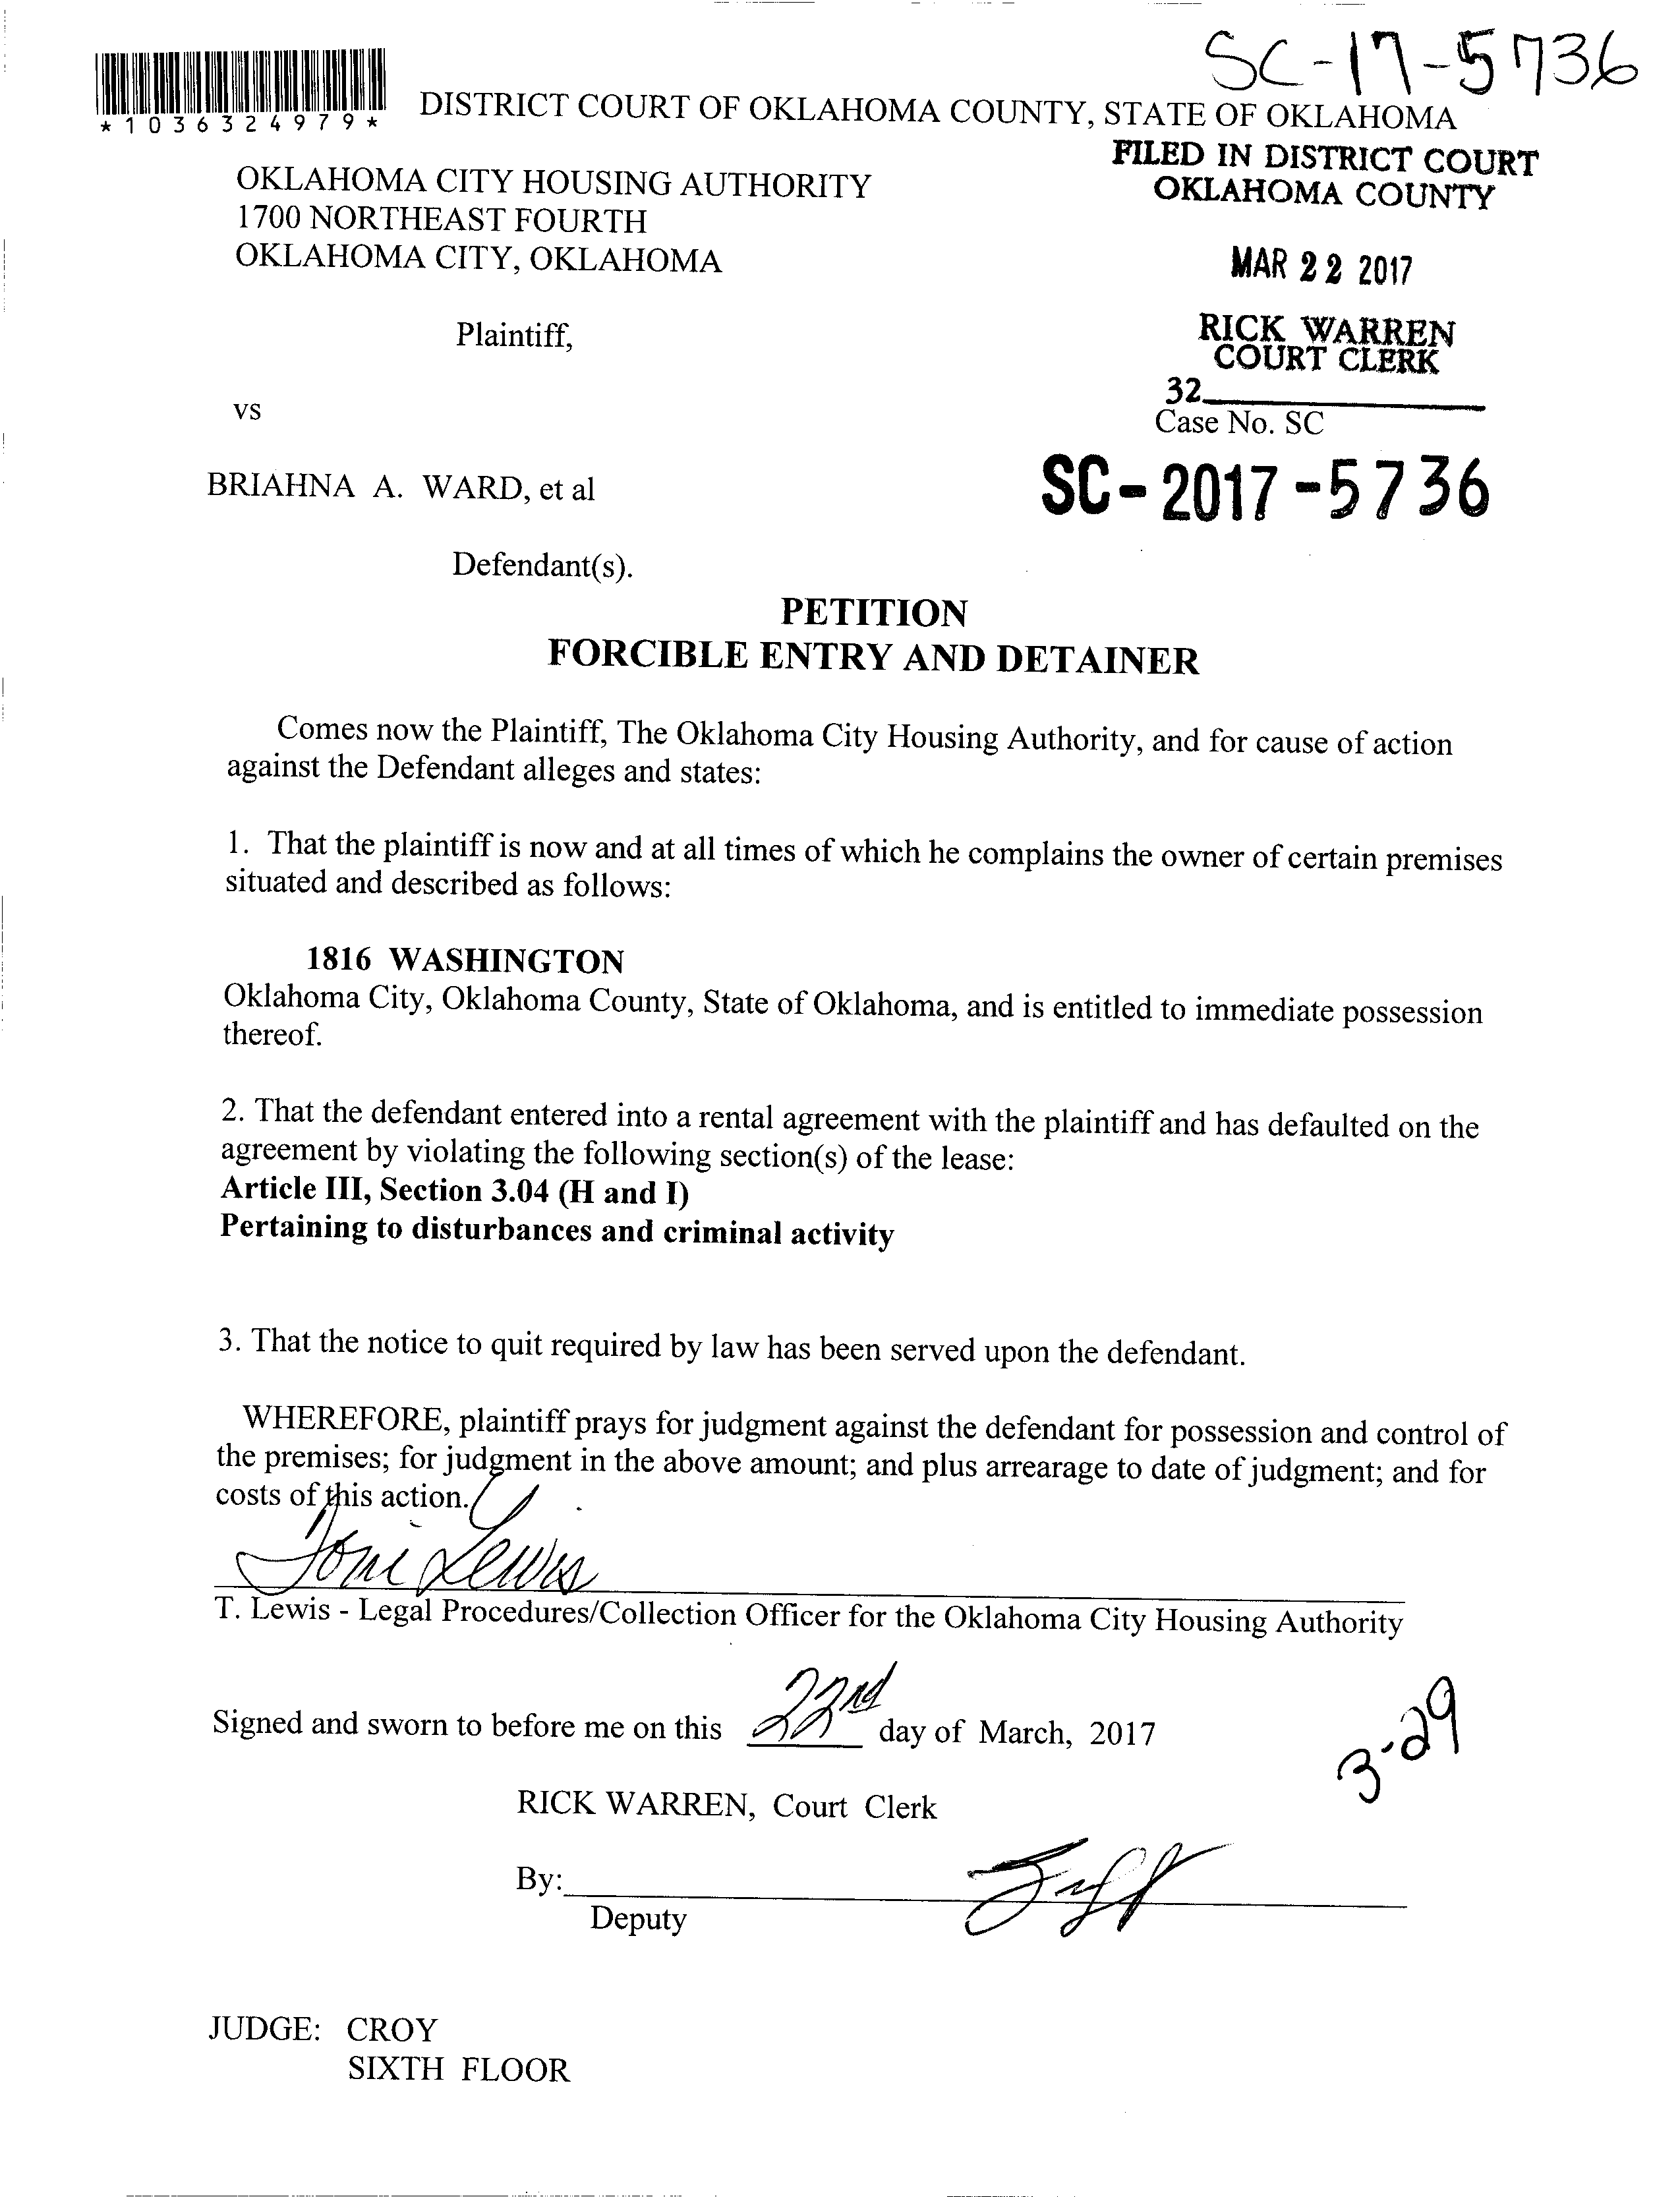 SC-17-5736
*1036324979*
DISTRICT COURT OF OKLAHOMA COUNTY, STATE OF OKLAHOMA
FILED IN DISTRICT COURT
OKLAHOMA COUNTY
OKLAHOMA CITY HOUSING AUTHORITY
1700 NORTHEAST FOURTH
OKLAHOMA CITY, OKLAHOMA
MAR 22 2017
Plaintiff,
RICK WARREN
COURT CLERK
32
vs
Case No. SC
SC-2017-5736
BRIAHNA A. WARD, et al
Defendant(s).
PETITION
FORCIBLE ENTRY AND DETAINER
Comes now the Plaintiff, The Oklahoma City Housing Authority, and for cause of action
against the Defendant alleges and states:
1. That the plaintiff is now and at all times of which he complains the owner of certain premises
situated and described as follows:
1816 WASHINGTON
Oklahoma City, Oklahoma County, State of Oklahoma, and is entitled to immediate possession
thereof.
2. That the defendant entered into a rental agreement with the plaintiff and has defaulted on the
agreement by violating the following section(s) of the lease:
Article III, Section 3.04 (H and I)
Pertaining to disturbances and criminal activity
3. That the notice to quit required by law has been served upon the defendant.
WHEREFORE, plaintiff prays for judgment against the defendant for possession and control of
the premises; for judgment in the above amount; and plus arrearage to date of judgment; and for
costs of this action.
Toni Lewis
T. Lewis - Legal Procedures/Collection Officer for the Oklahoma City Housing Authority
Signed and sworn to before me on this 22nd day of March, 2017
3-29
RICK WARREN, Court Clerk
By:
Deputy
JUDGE: CROY
SIXTH FLOOR